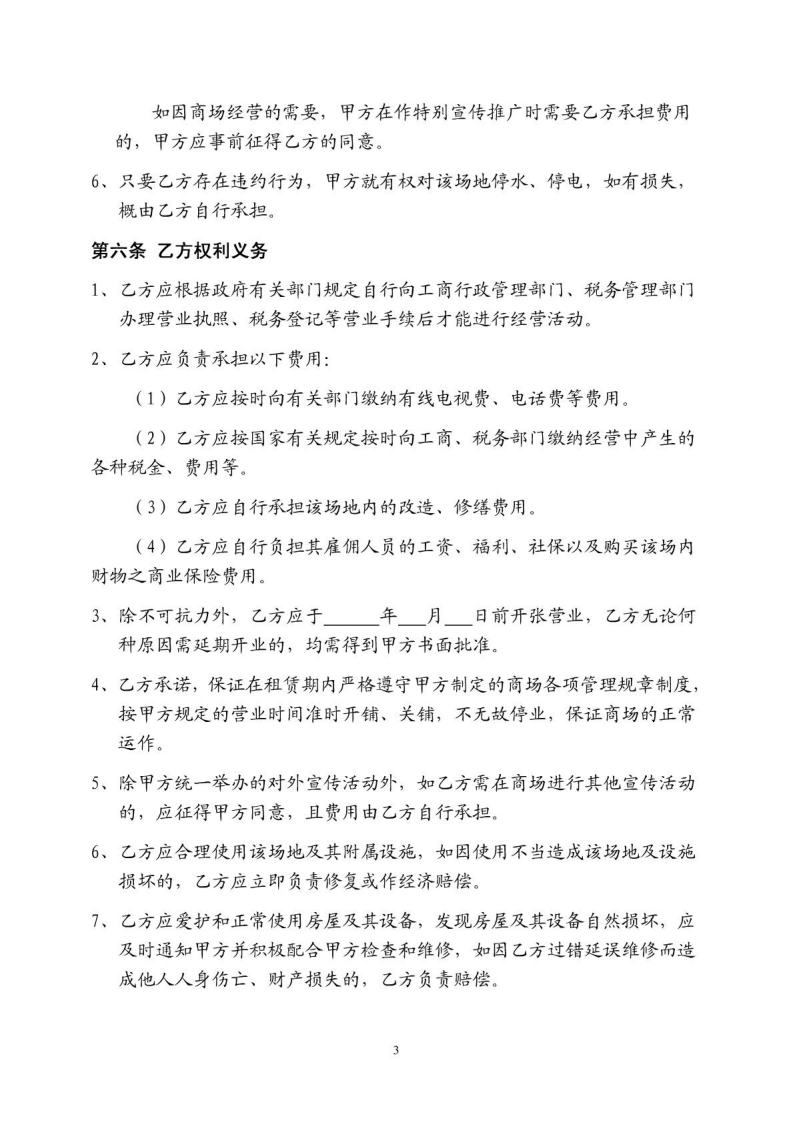 如因商场经营的需要，甲方在作特别宣传推广时需要乙方承担费用
的，甲方应事前征得乙方的同意。
6、只要乙方存在违约行为，甲方就有权对该场地停水、停电，如有损失，
概由乙方自行承担。
第六条 乙方权利义务
1、乙方应根据政府有关部门规定自行向工商行政管理部门、税务管理部门
办理营业执照、税务登记等营业手续后才能进行经营活动。
2、乙方应负责承担以下费用：
（1）乙方应按时向有关部门缴纳有线电视费、电话费等费用。
（2）乙方应按国家有关规定按时向工商、税务部门缴纳经营中产生的
各种税金、费用等。
（3）乙方应自行承担该场地内的改造、修缮费用。
（4）乙方应自行负担其雇佣人员的工资、福利、社保以及购买该场内
财物之商业保险费用。
3、除不可抗力外，乙方应于______年___月___日前开张营业，乙方无论何
种原因需延期开业的，均需得到甲方书面批准。
4、乙方承诺，保证在租赁期内严格遵守甲方制定的商场各项管理规章制度，
按甲方规定的营业时间准时开铺、关铺，不无故停业，保证商场的正常
运作。
5、除甲方统一举办的对外宣传活动外，如乙方需在商场进行其他宣传活动
的，应征得甲方同意，且费用由乙方自行承担。
6、乙方应合理使用该场地及其附属设施，如因使用不当造成该场地及设施
损坏的，乙方应立即负责修复或作经济赔偿。
7、乙方应爱护和正常使用房屋及其设备，发现房屋及其设备自然损坏，应
及时通知甲方并积极配合甲方检查和维修，如因乙方过错延误维修而造
成他人人身伤亡、财产损失的，乙方负责赔偿。
3